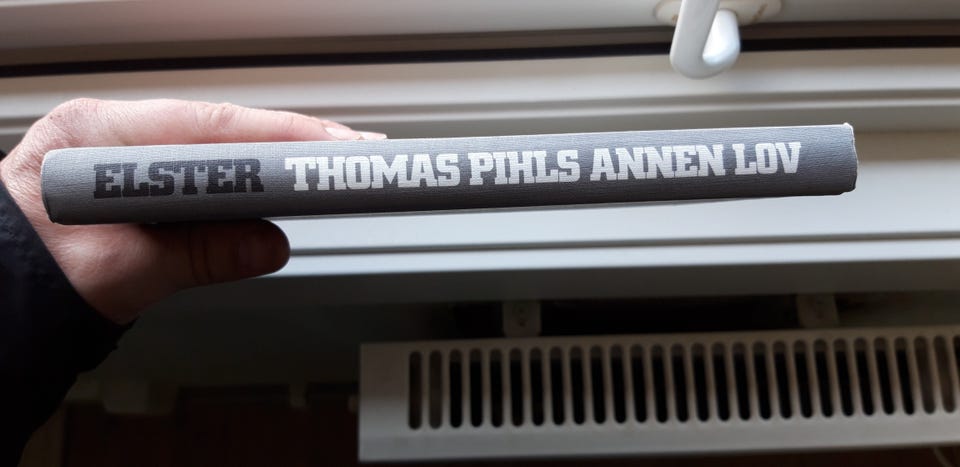 ELSTER THOMAS PIHLS ANNEN LOV